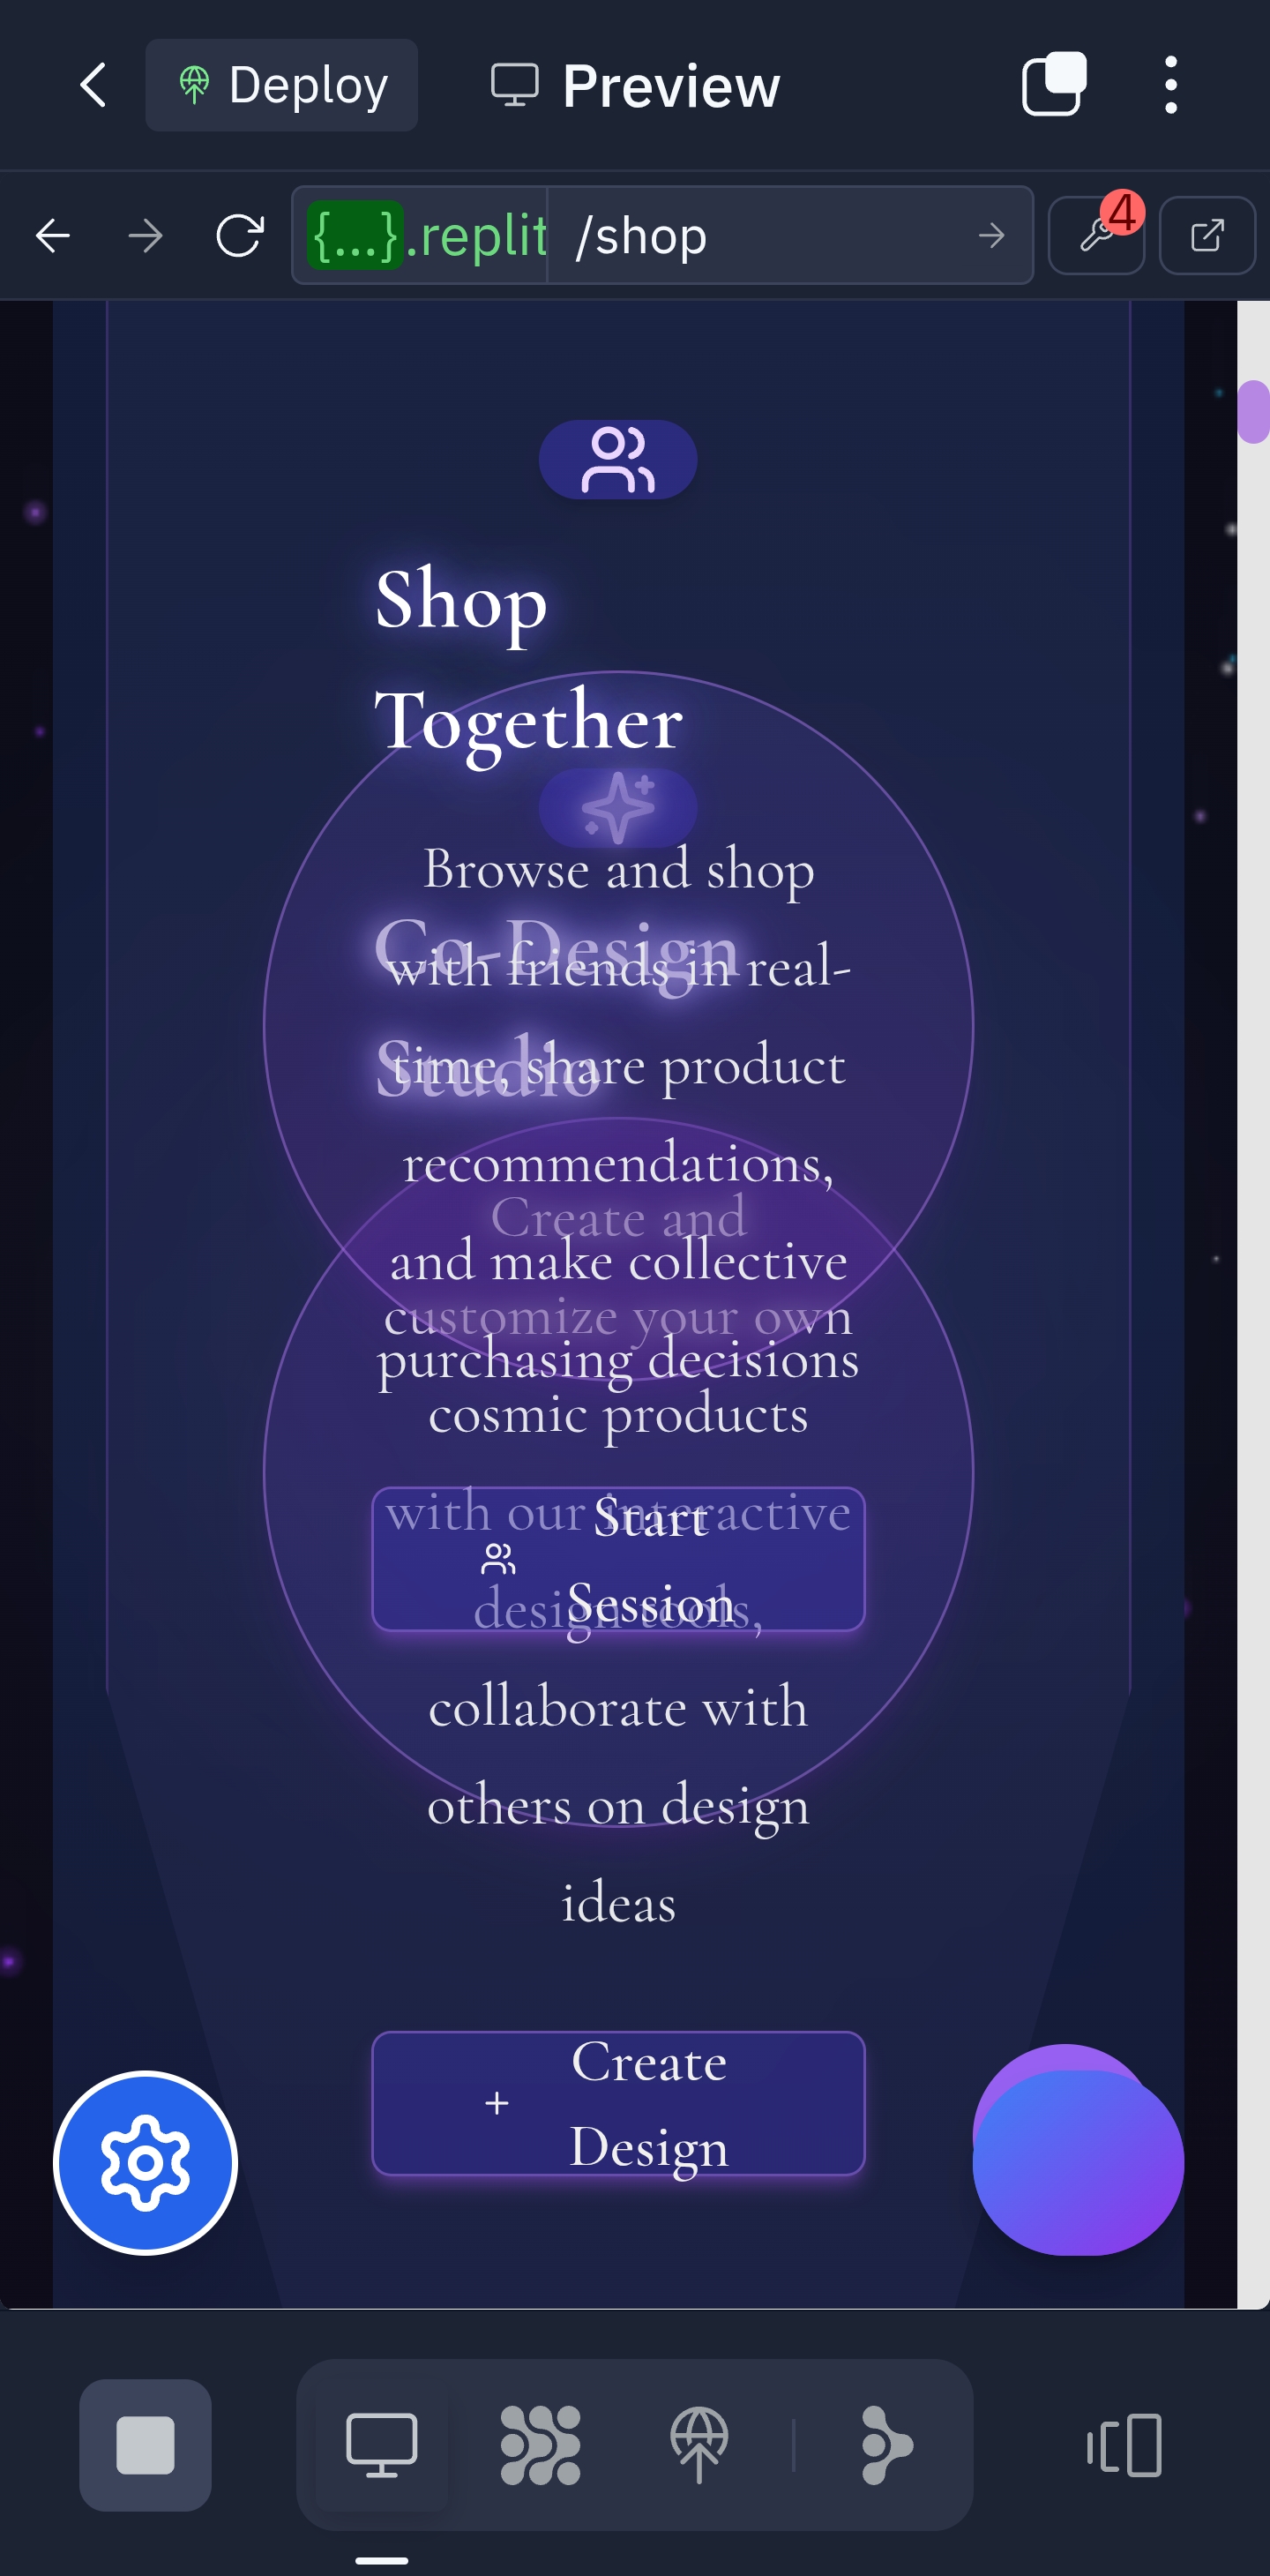 Deploy
Preview
{...}.replit
/shop
4
Shop
Together
Browse and shop
with friends in real-
time, share product
recommendations,
and make collective
purchasing decisions
Start
Session
Co-Design
Studio
Create and
customize your own
cosmic products
with our interactive
design tools,
collaborate with
others on design
ideas
Create
Design